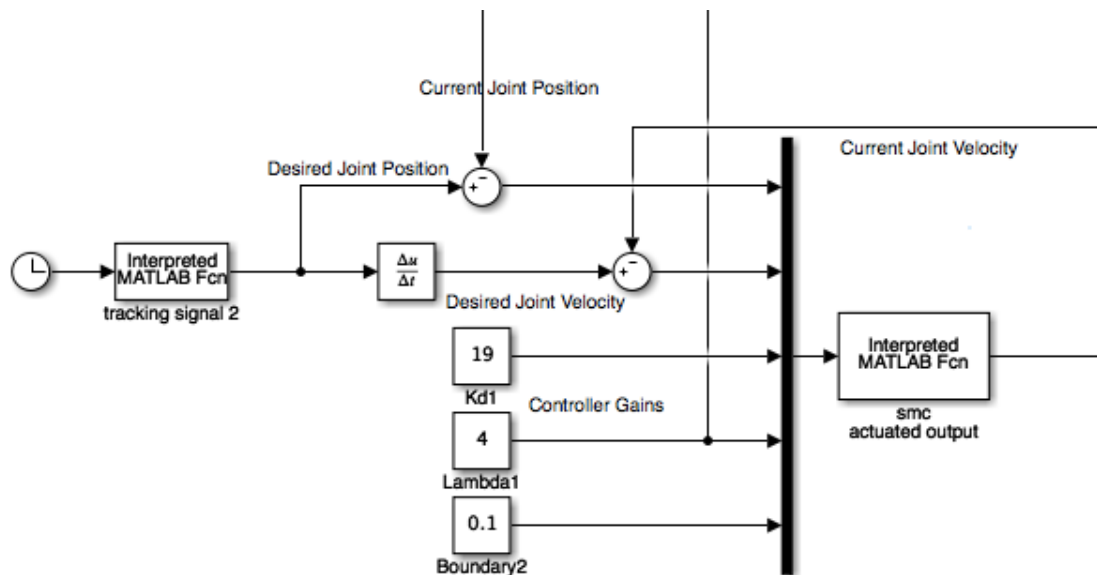 Current Joint Position
Current Joint Velocity
Desired Joint Position
+ −
Interpreted
MATLAB Fcn
tracking signal 2
Δu
Δt
+ −
Desired Joint Velocity
19
Kd1
Controller Gains
4
Lambda1
0.1
Boundary2
Interpreted
MATLAB Fcn
smc
actuated output